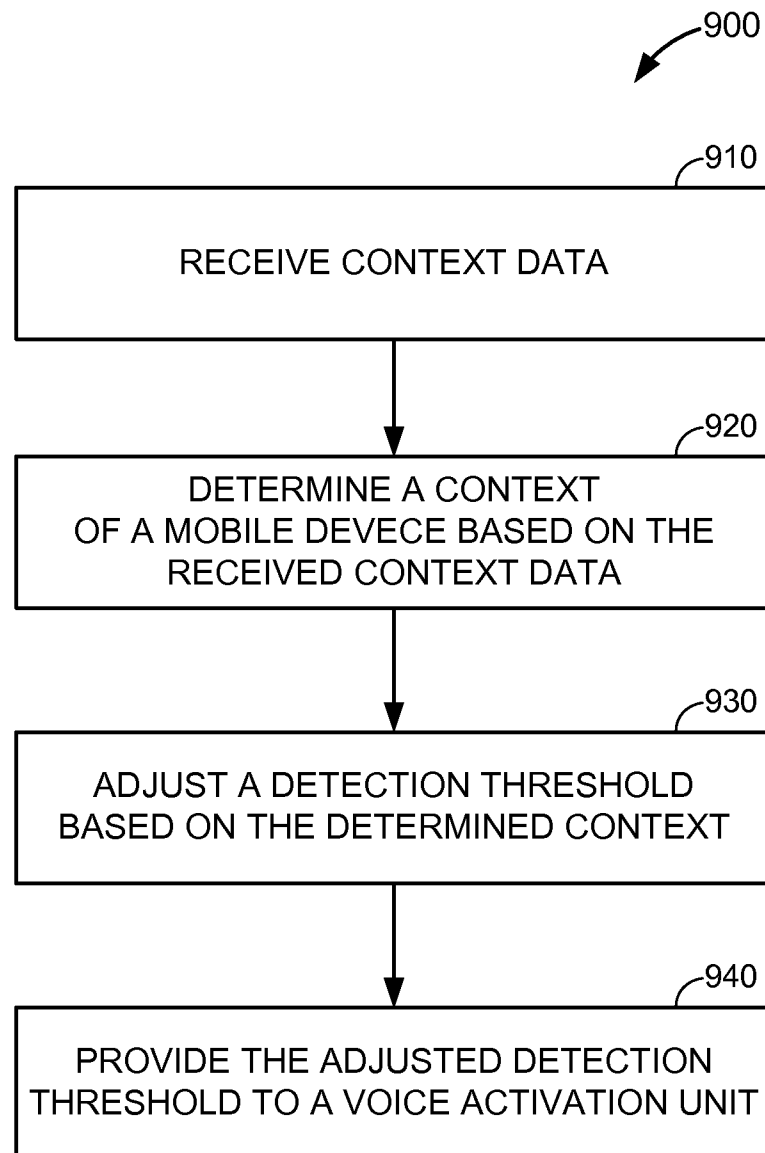 900
910
RECEIVE CONTEXT DATA
920
DETERMINE A CONTEXT
OF A MOBILE DEVECE BASED ON THE
RECEIVED CONTEXT DATA
930
ADJUST A DETECTION THRESHOLD
BASED ON THE DETERMINED CONTEXT
940
PROVIDE THE ADJUSTED DETECTION
THRESHOLD TO A VOICE ACTIVATION UNIT